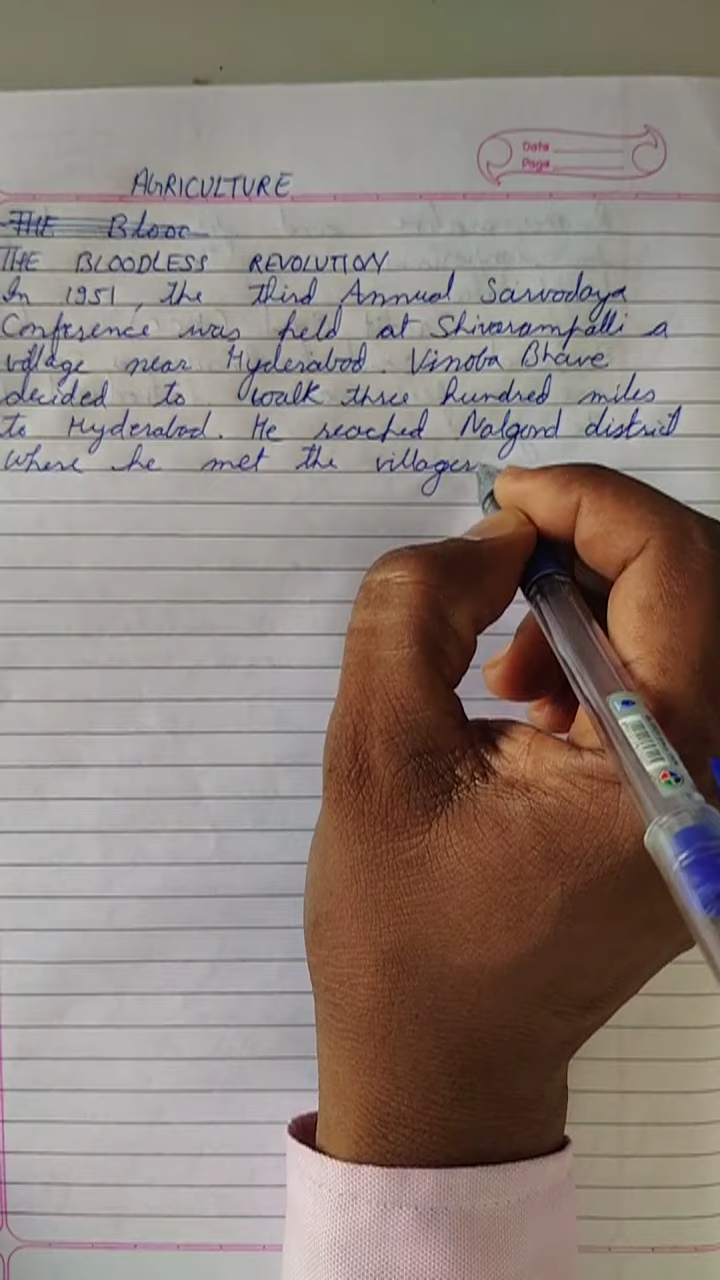 Date
Page
AGRICULTURE
THE Blooc
THE BLOODLESS REVOLUTION
In 1951, the third Annual Sarvodaya
Conference was held at Shivarampalli a
village near Hyderabad. Vinoba Bhave
decided to walk three hundred miles
to Hyderabad. He reached Nalgond district
where he met the villagers